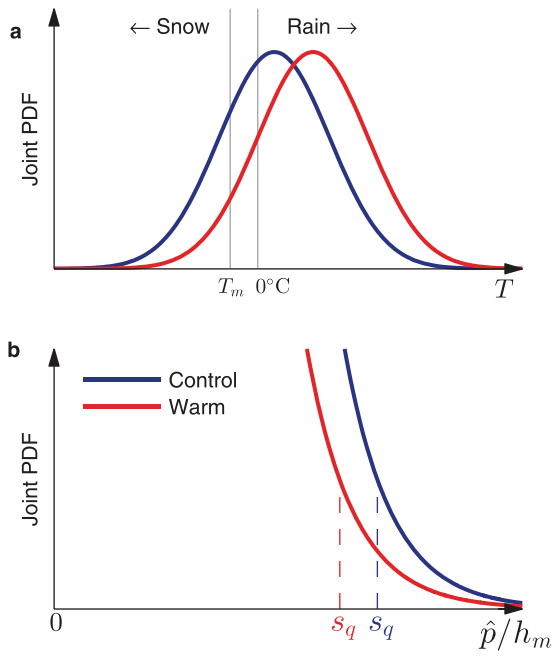 a
← Snow Rain →
Joint PDF
T_m 0°C T
b
Control
Warm
Joint PDF
0 s_q s_q p̂/h_m